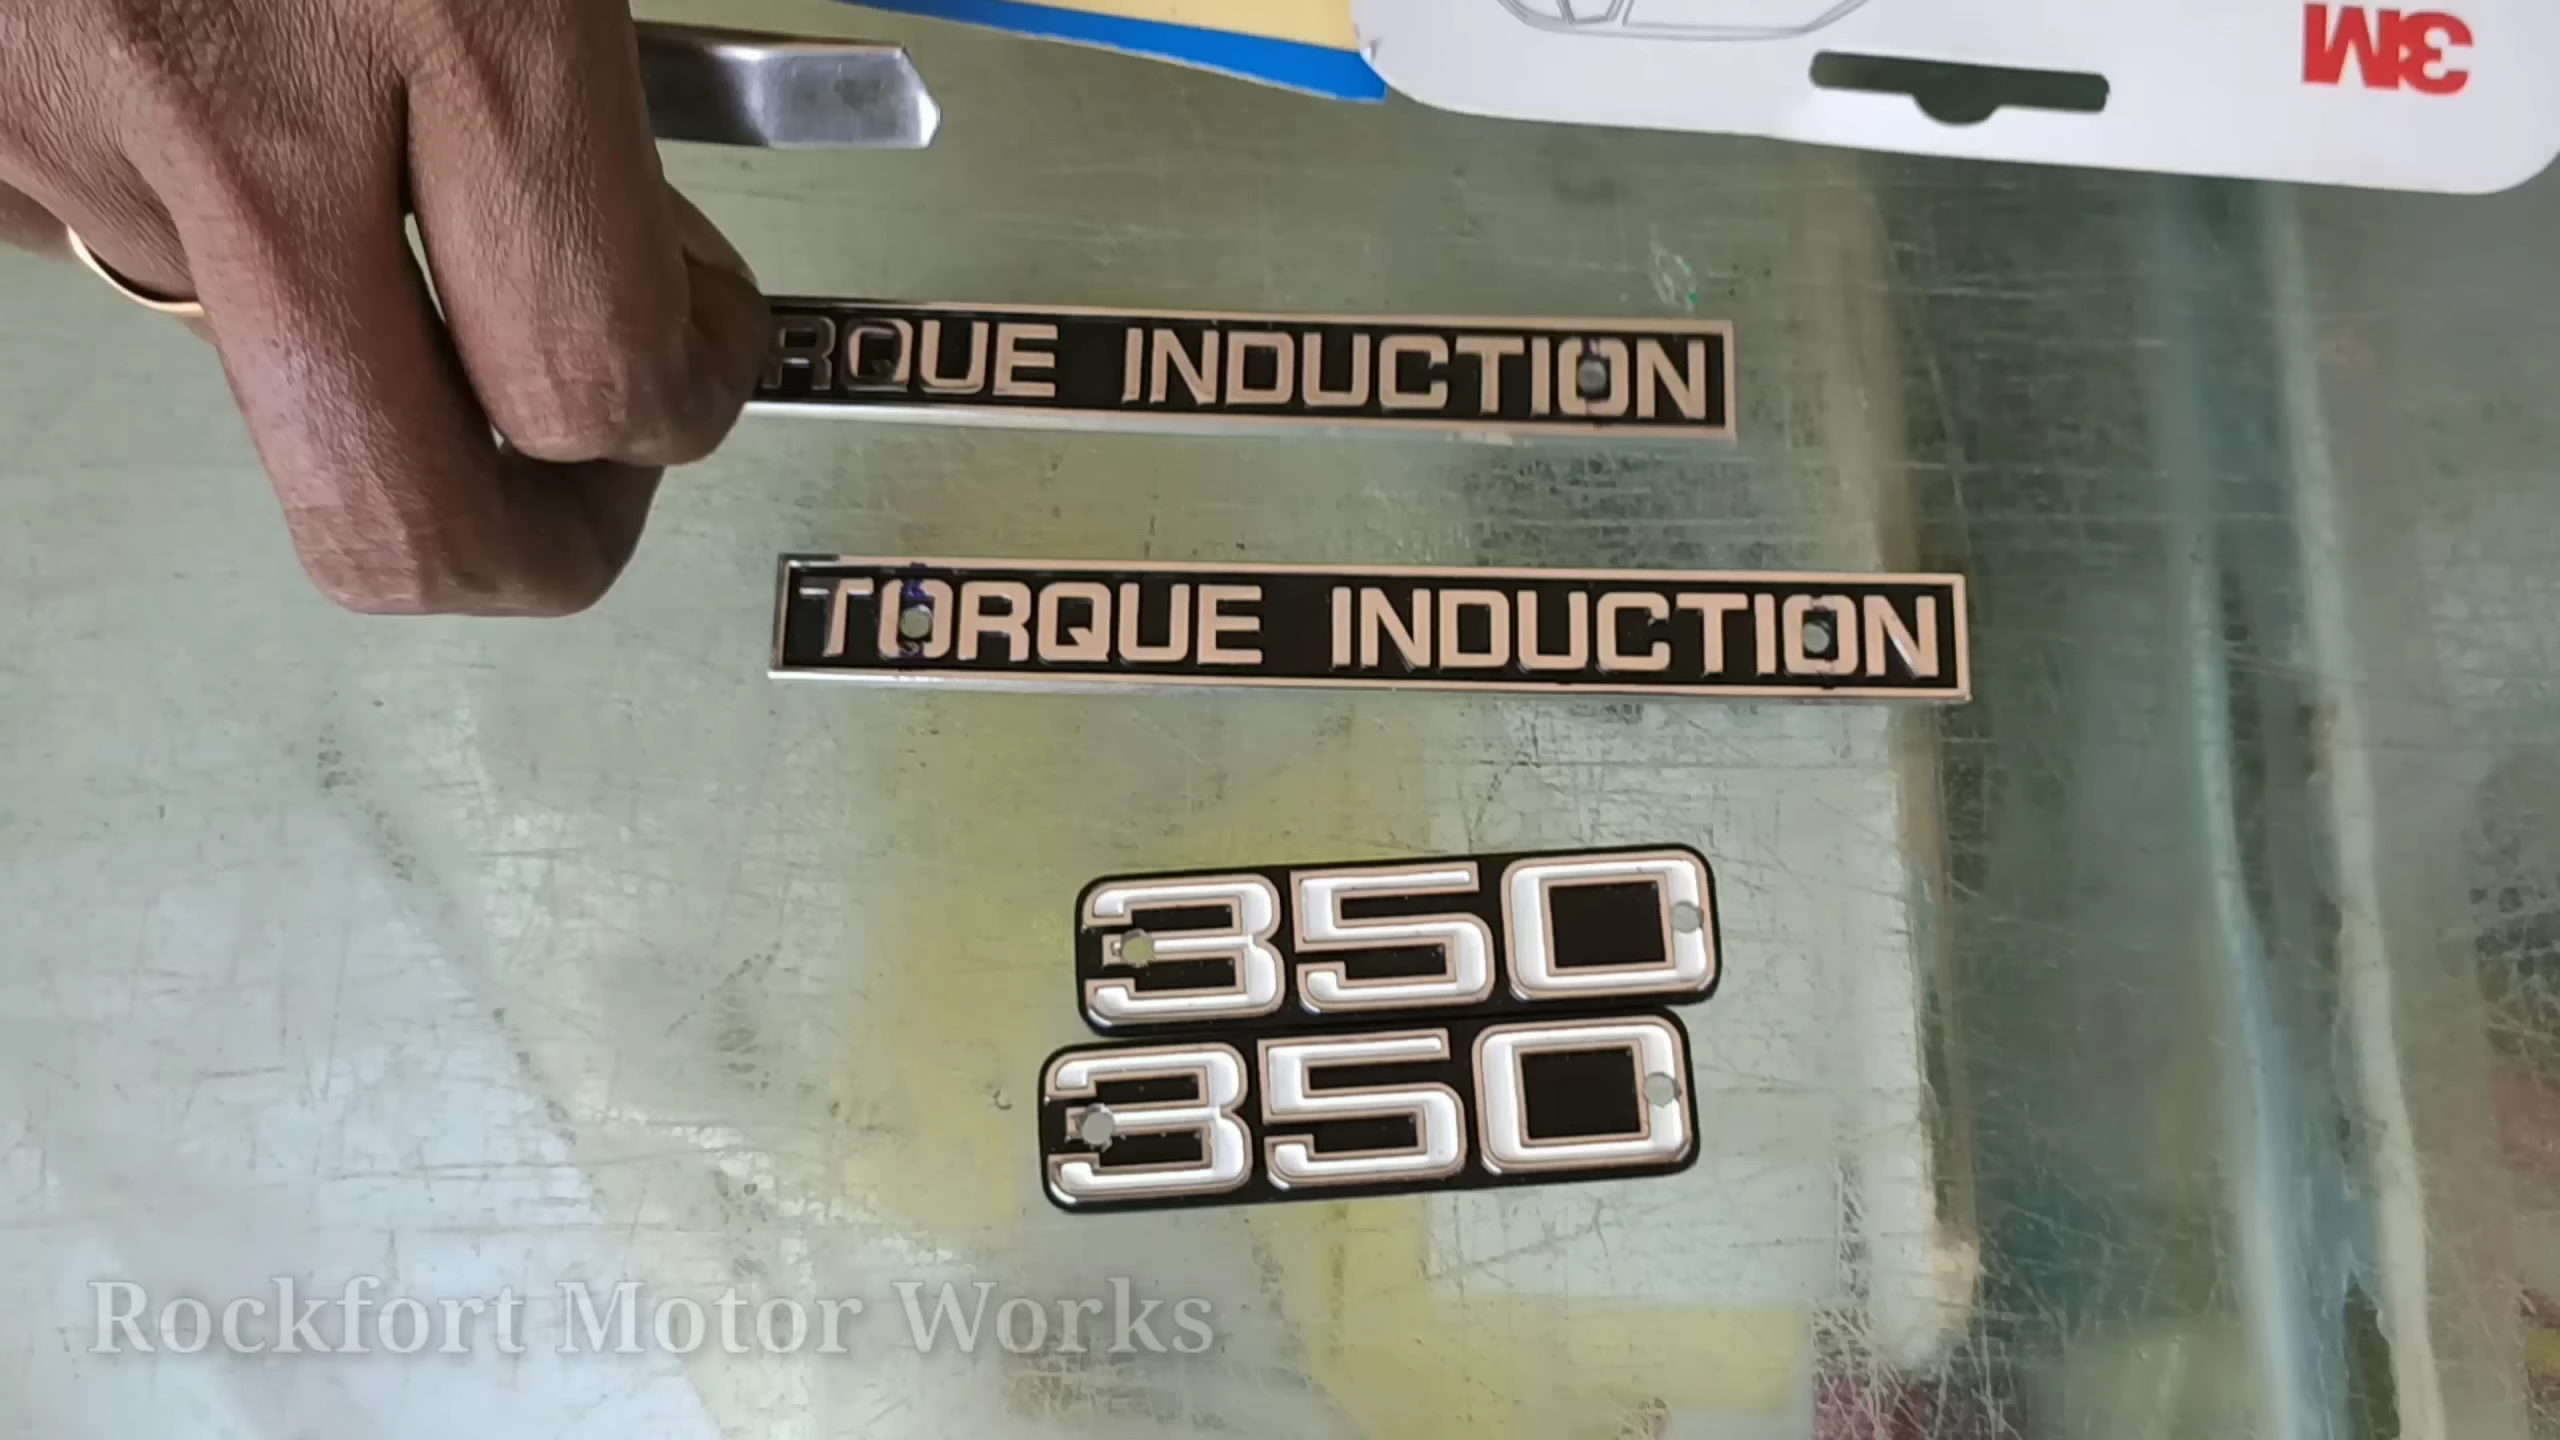 3M
RQUE INDUCTION
TORQUE INDUCTION
350
350
Rockfort Motor Works